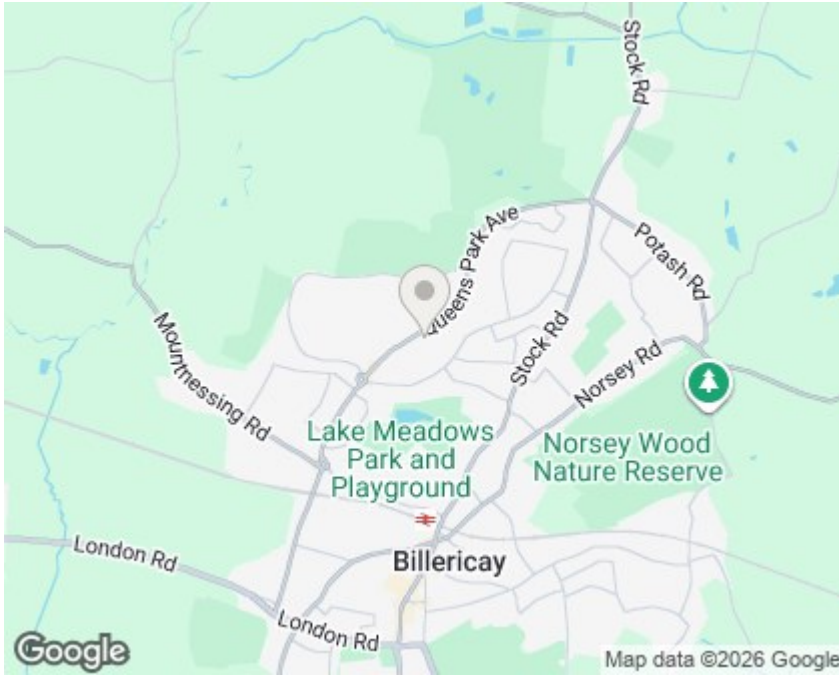 Stock Rd
Queens Park Ave
Potash Rd
Mountnessing Rd
Stock Rd
Norsey Rd
Lake Meadows
Park and
Playground
Norsey Wood
Nature Reserve
London Rd
Billericay
London Rd
Google
Map data ©2026 Google